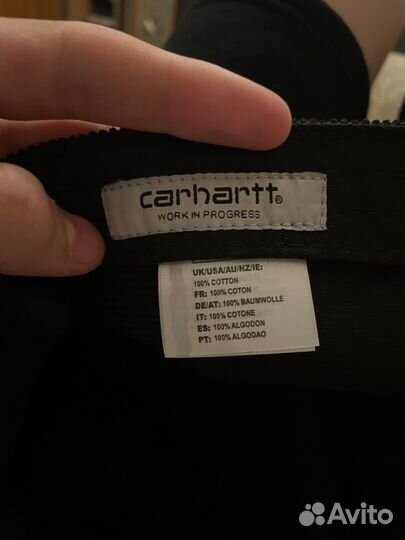 carhartt®
WORK IN PROGRESS
UK/USA/AU/NZ/IE:
100% COTTON
FR: 100% COTON
DE/AT: 100% BAUMWOLLE
IT: 100% COTONE
ES: 100% ALGODON
PT: 100% ALGODAO
Avito